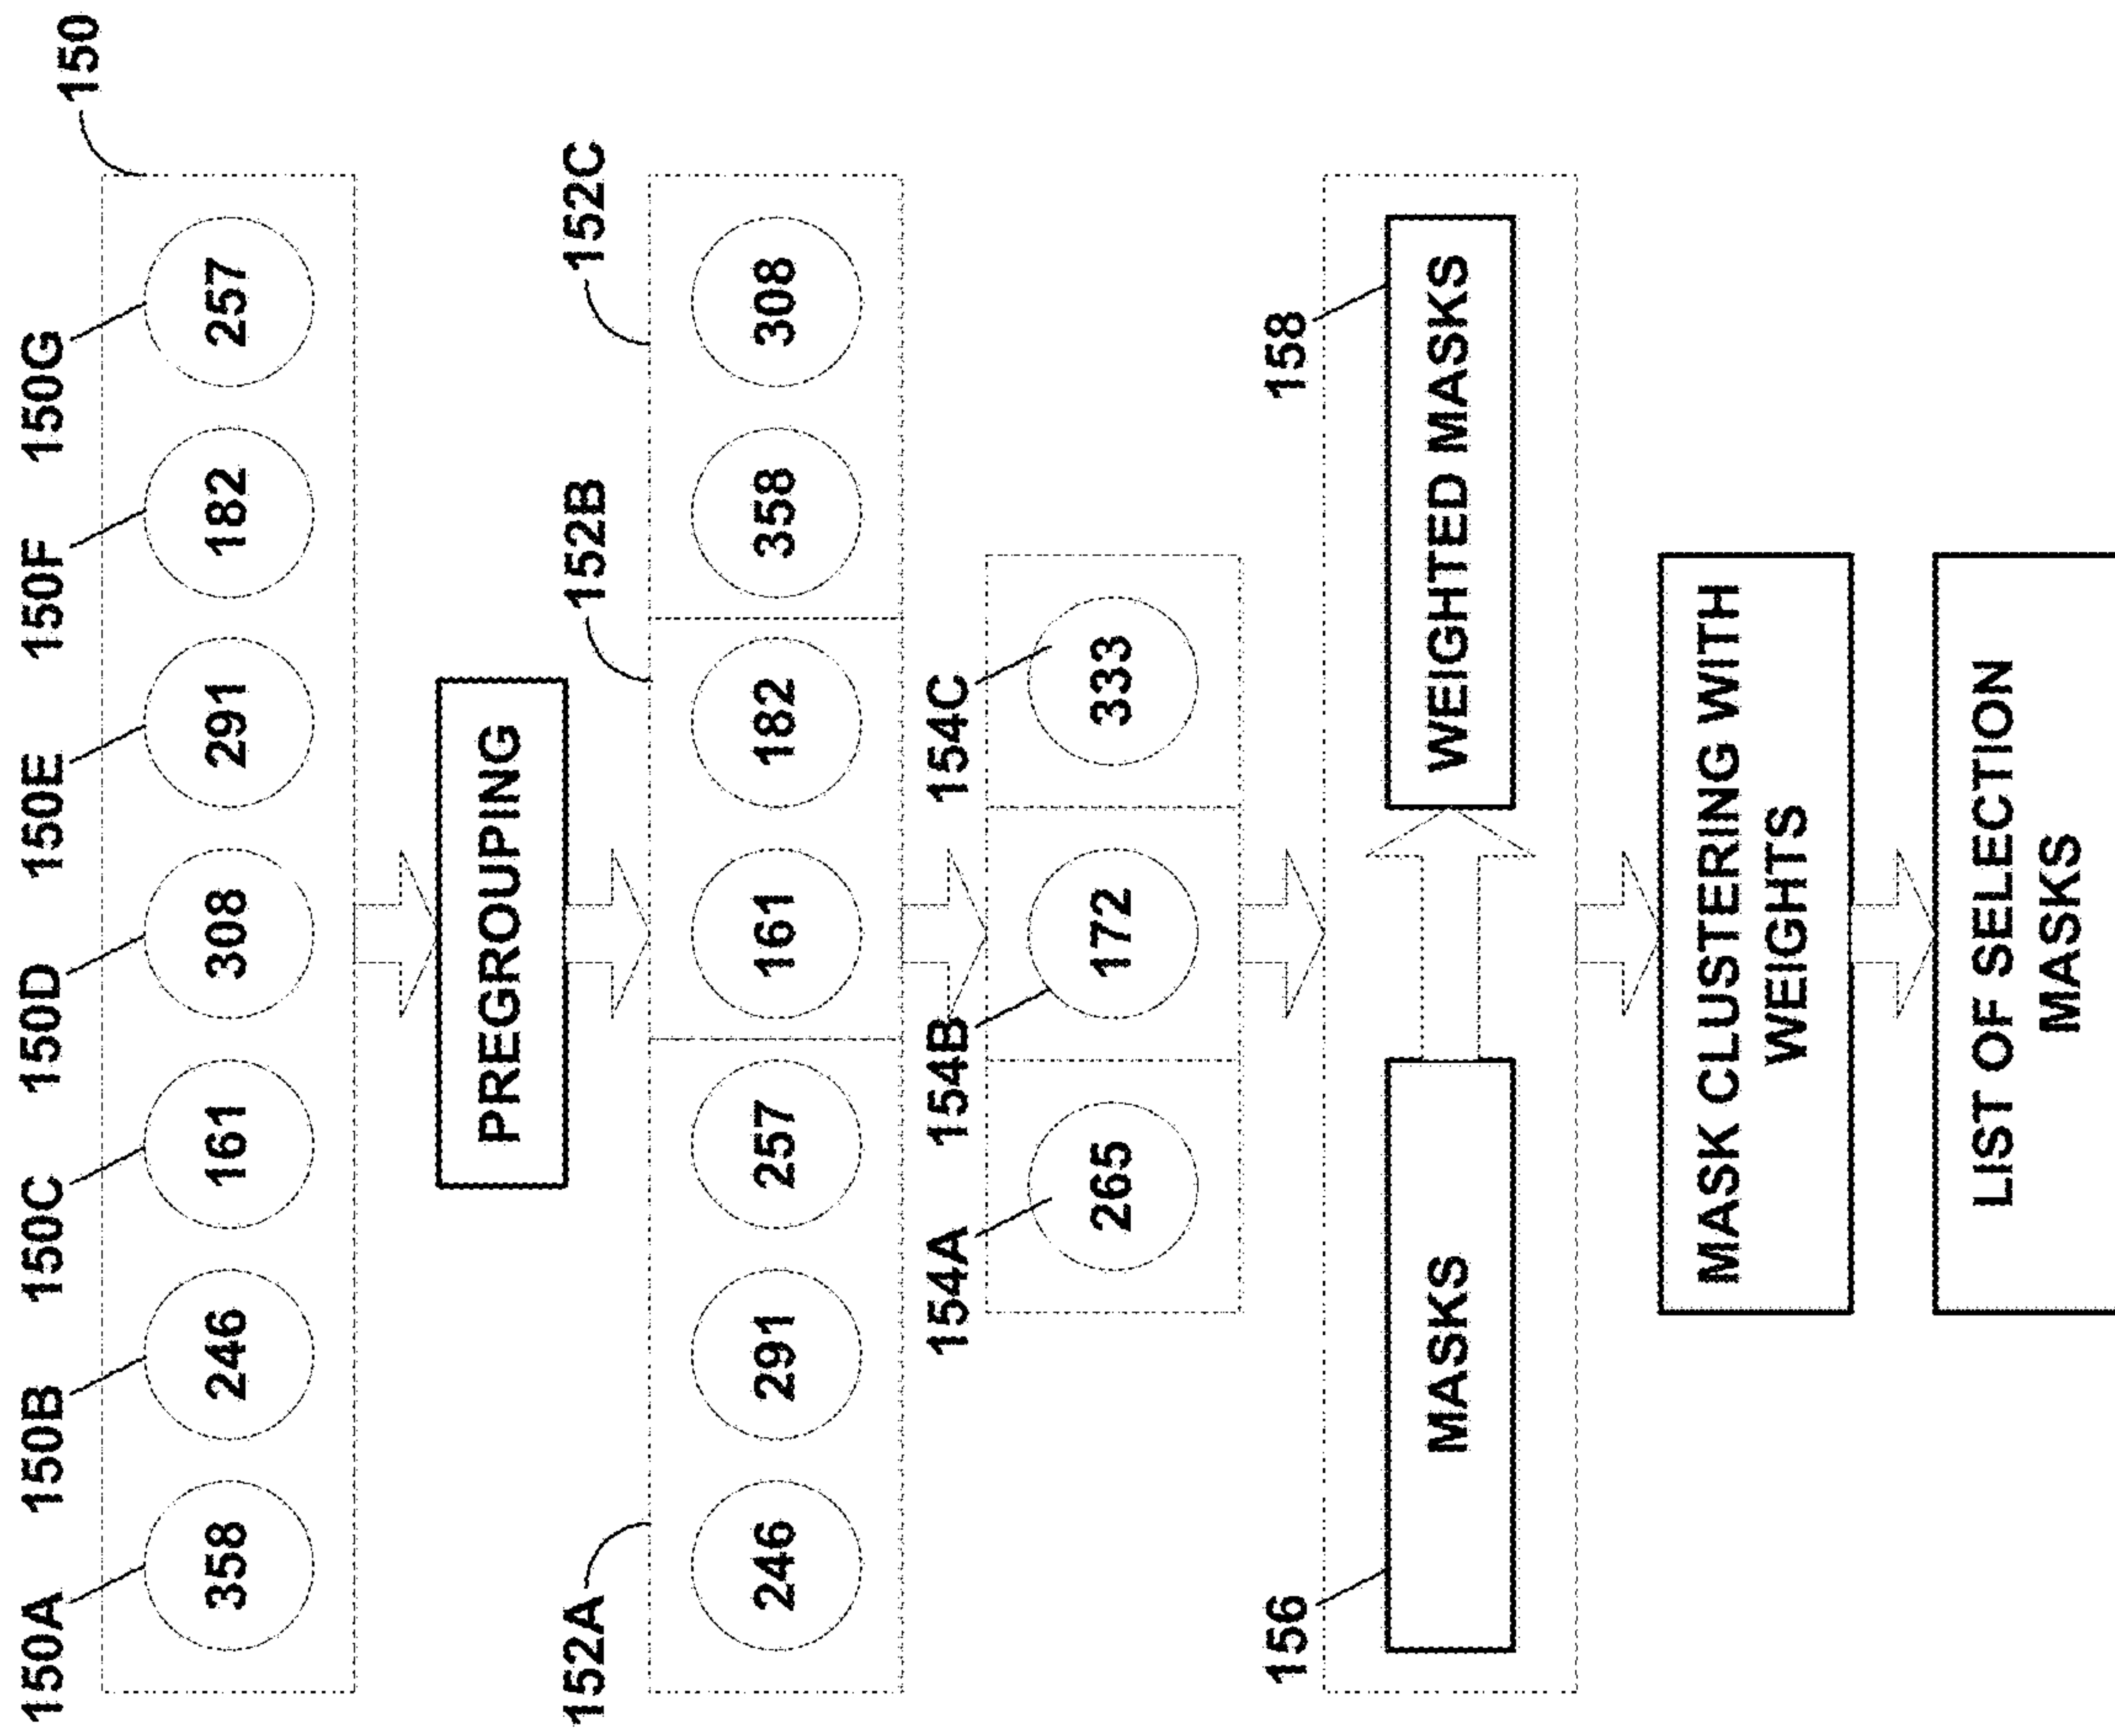 150
150A 150B 150C 150D 150E 150F 150G
358 246 161 308 291 182 257
PREGROUPING
152A 152B 152C
246 291 257 161 182 358 308
154A 154B 154C
265 172 333
156 158
MASKS WEIGHTED MASKS
MASK CLUSTERING WITH
WEIGHTS
LIST OF SELECTION
MASKS